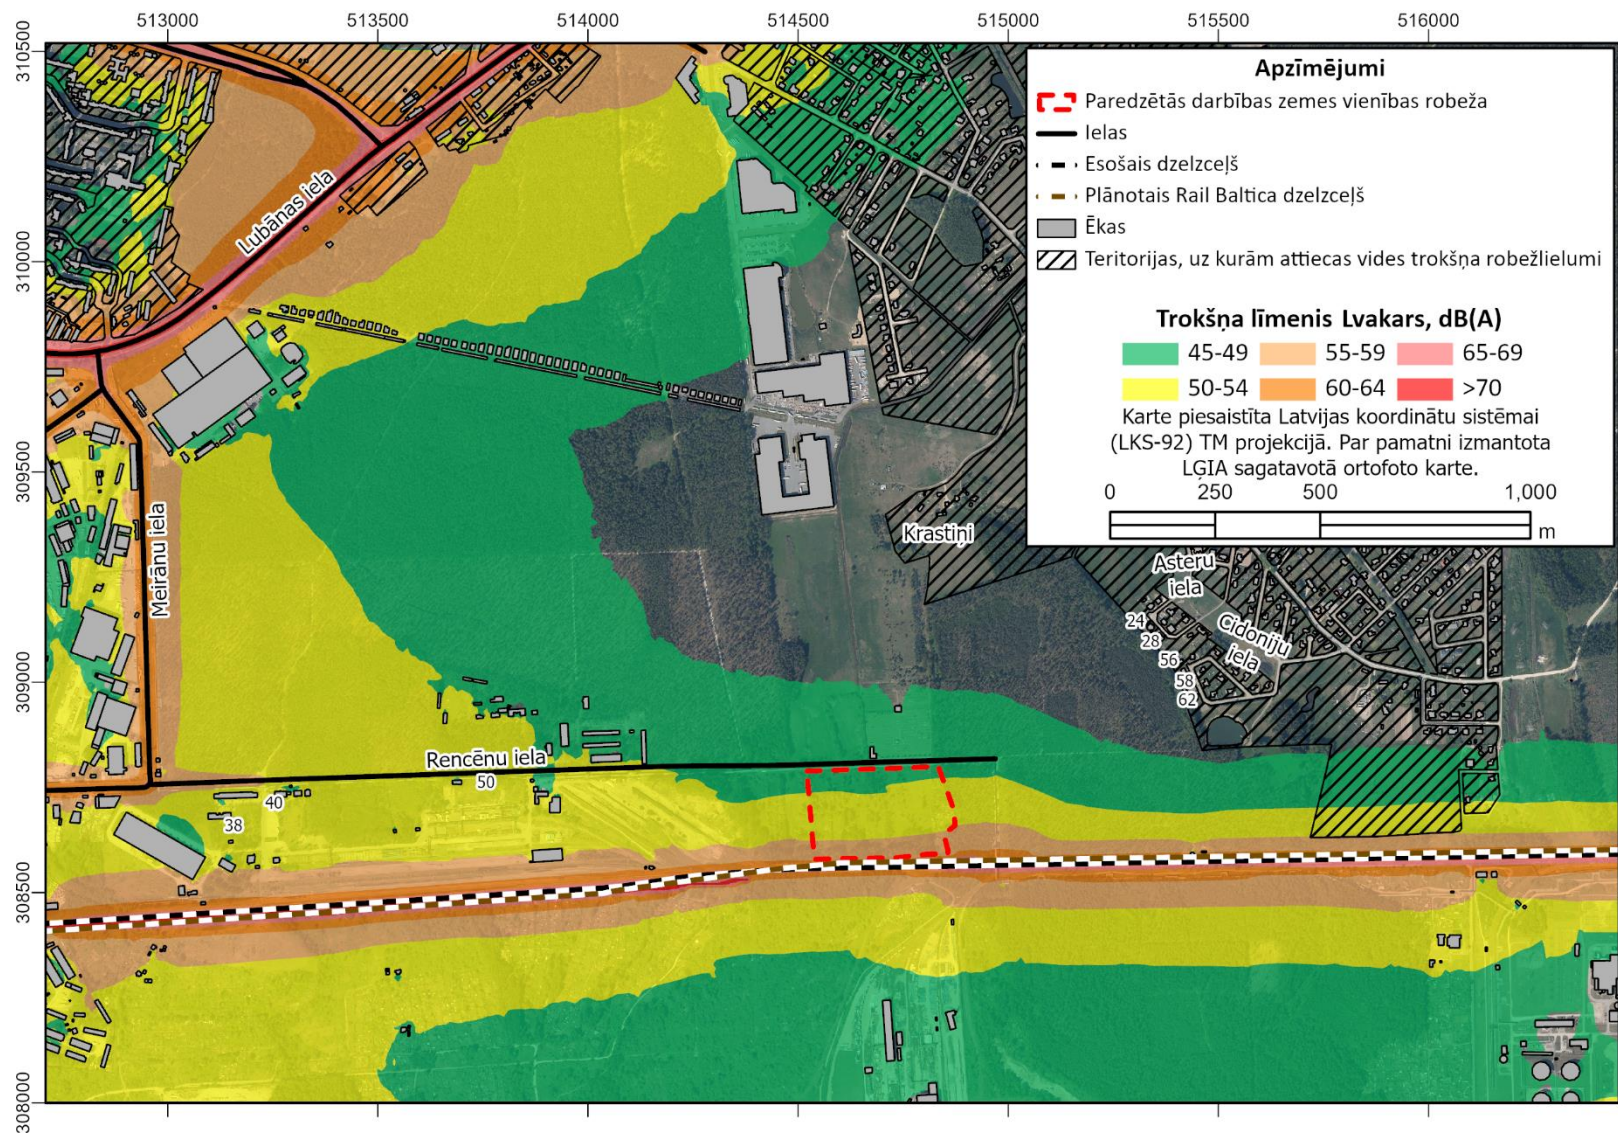 513000 513500 514000 514500 515000 515500 516000
310500
310000
309500
309000
308500
308000
Apzīmējumi
Paredzētās darbības zemes vienības robeža
Ielas
Esošais dzelzceļš
Plānotais Rail Baltica dzelzceļš
Ēkas
Teritorijas, uz kurām attiecas vides trokšņa robežlielumi
Trokšņa līmenis Lvakars, dB(A)
45-49 55-59 65-69
50-54 60-64 >70
Karte piesaistīta Latvijas koordinātu sistēmai
(LKS-92) TM projekcijā. Par pamatni izmantota
LĢIA sagatavotā ortofoto karte.
0 250 500 1,000
m
Lubānas iela
Meirānu iela
Krastiņi
Asteru
iela
Cidoniju
iela
24
28
56
58
62
Rencēnu iela
50
40
38